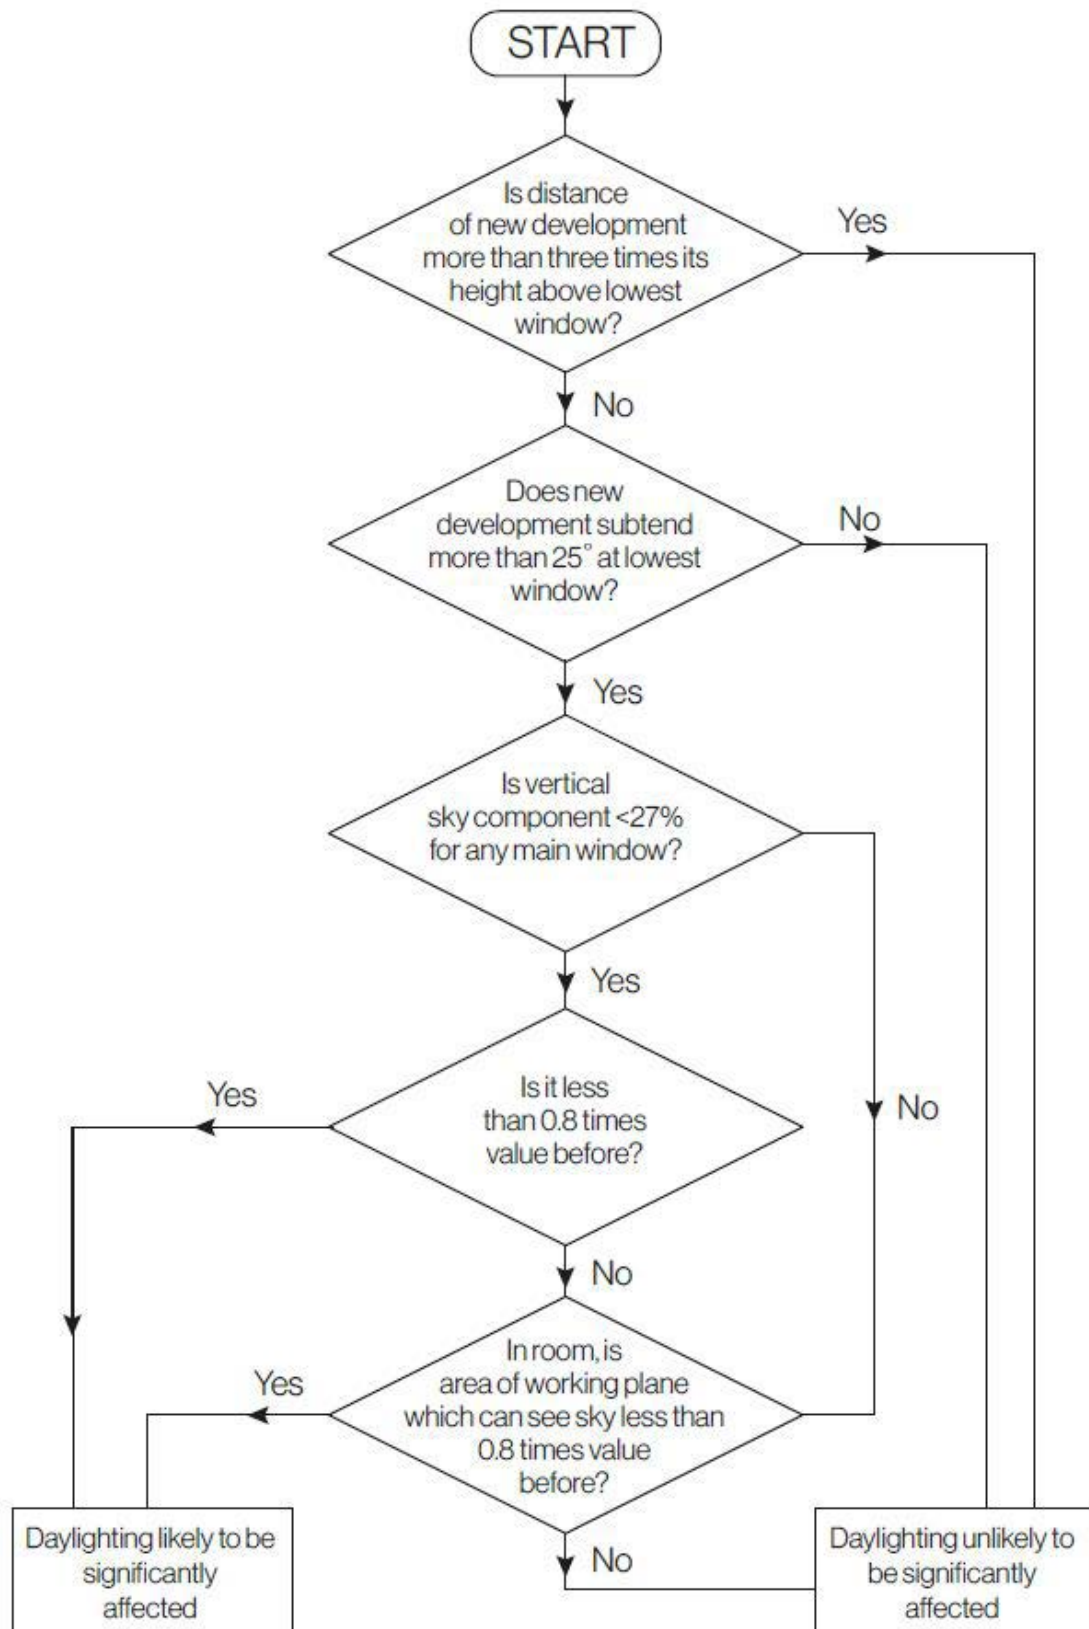 START
Is distance
of new development
more than three times its
height above lowest
window?
Yes
No
Does new
development subtend
more than 25° at lowest
window?
No
Yes
Is vertical
sky component <27%
for any main window?
Yes
No
Is it less
than 0.8 times
value before?
Yes
No
In room, is
area of working plane
which can see sky less than
0.8 times value
before?
Yes
No
Daylighting likely to be
significantly
affected
Daylighting unlikely to
be significantly
affected